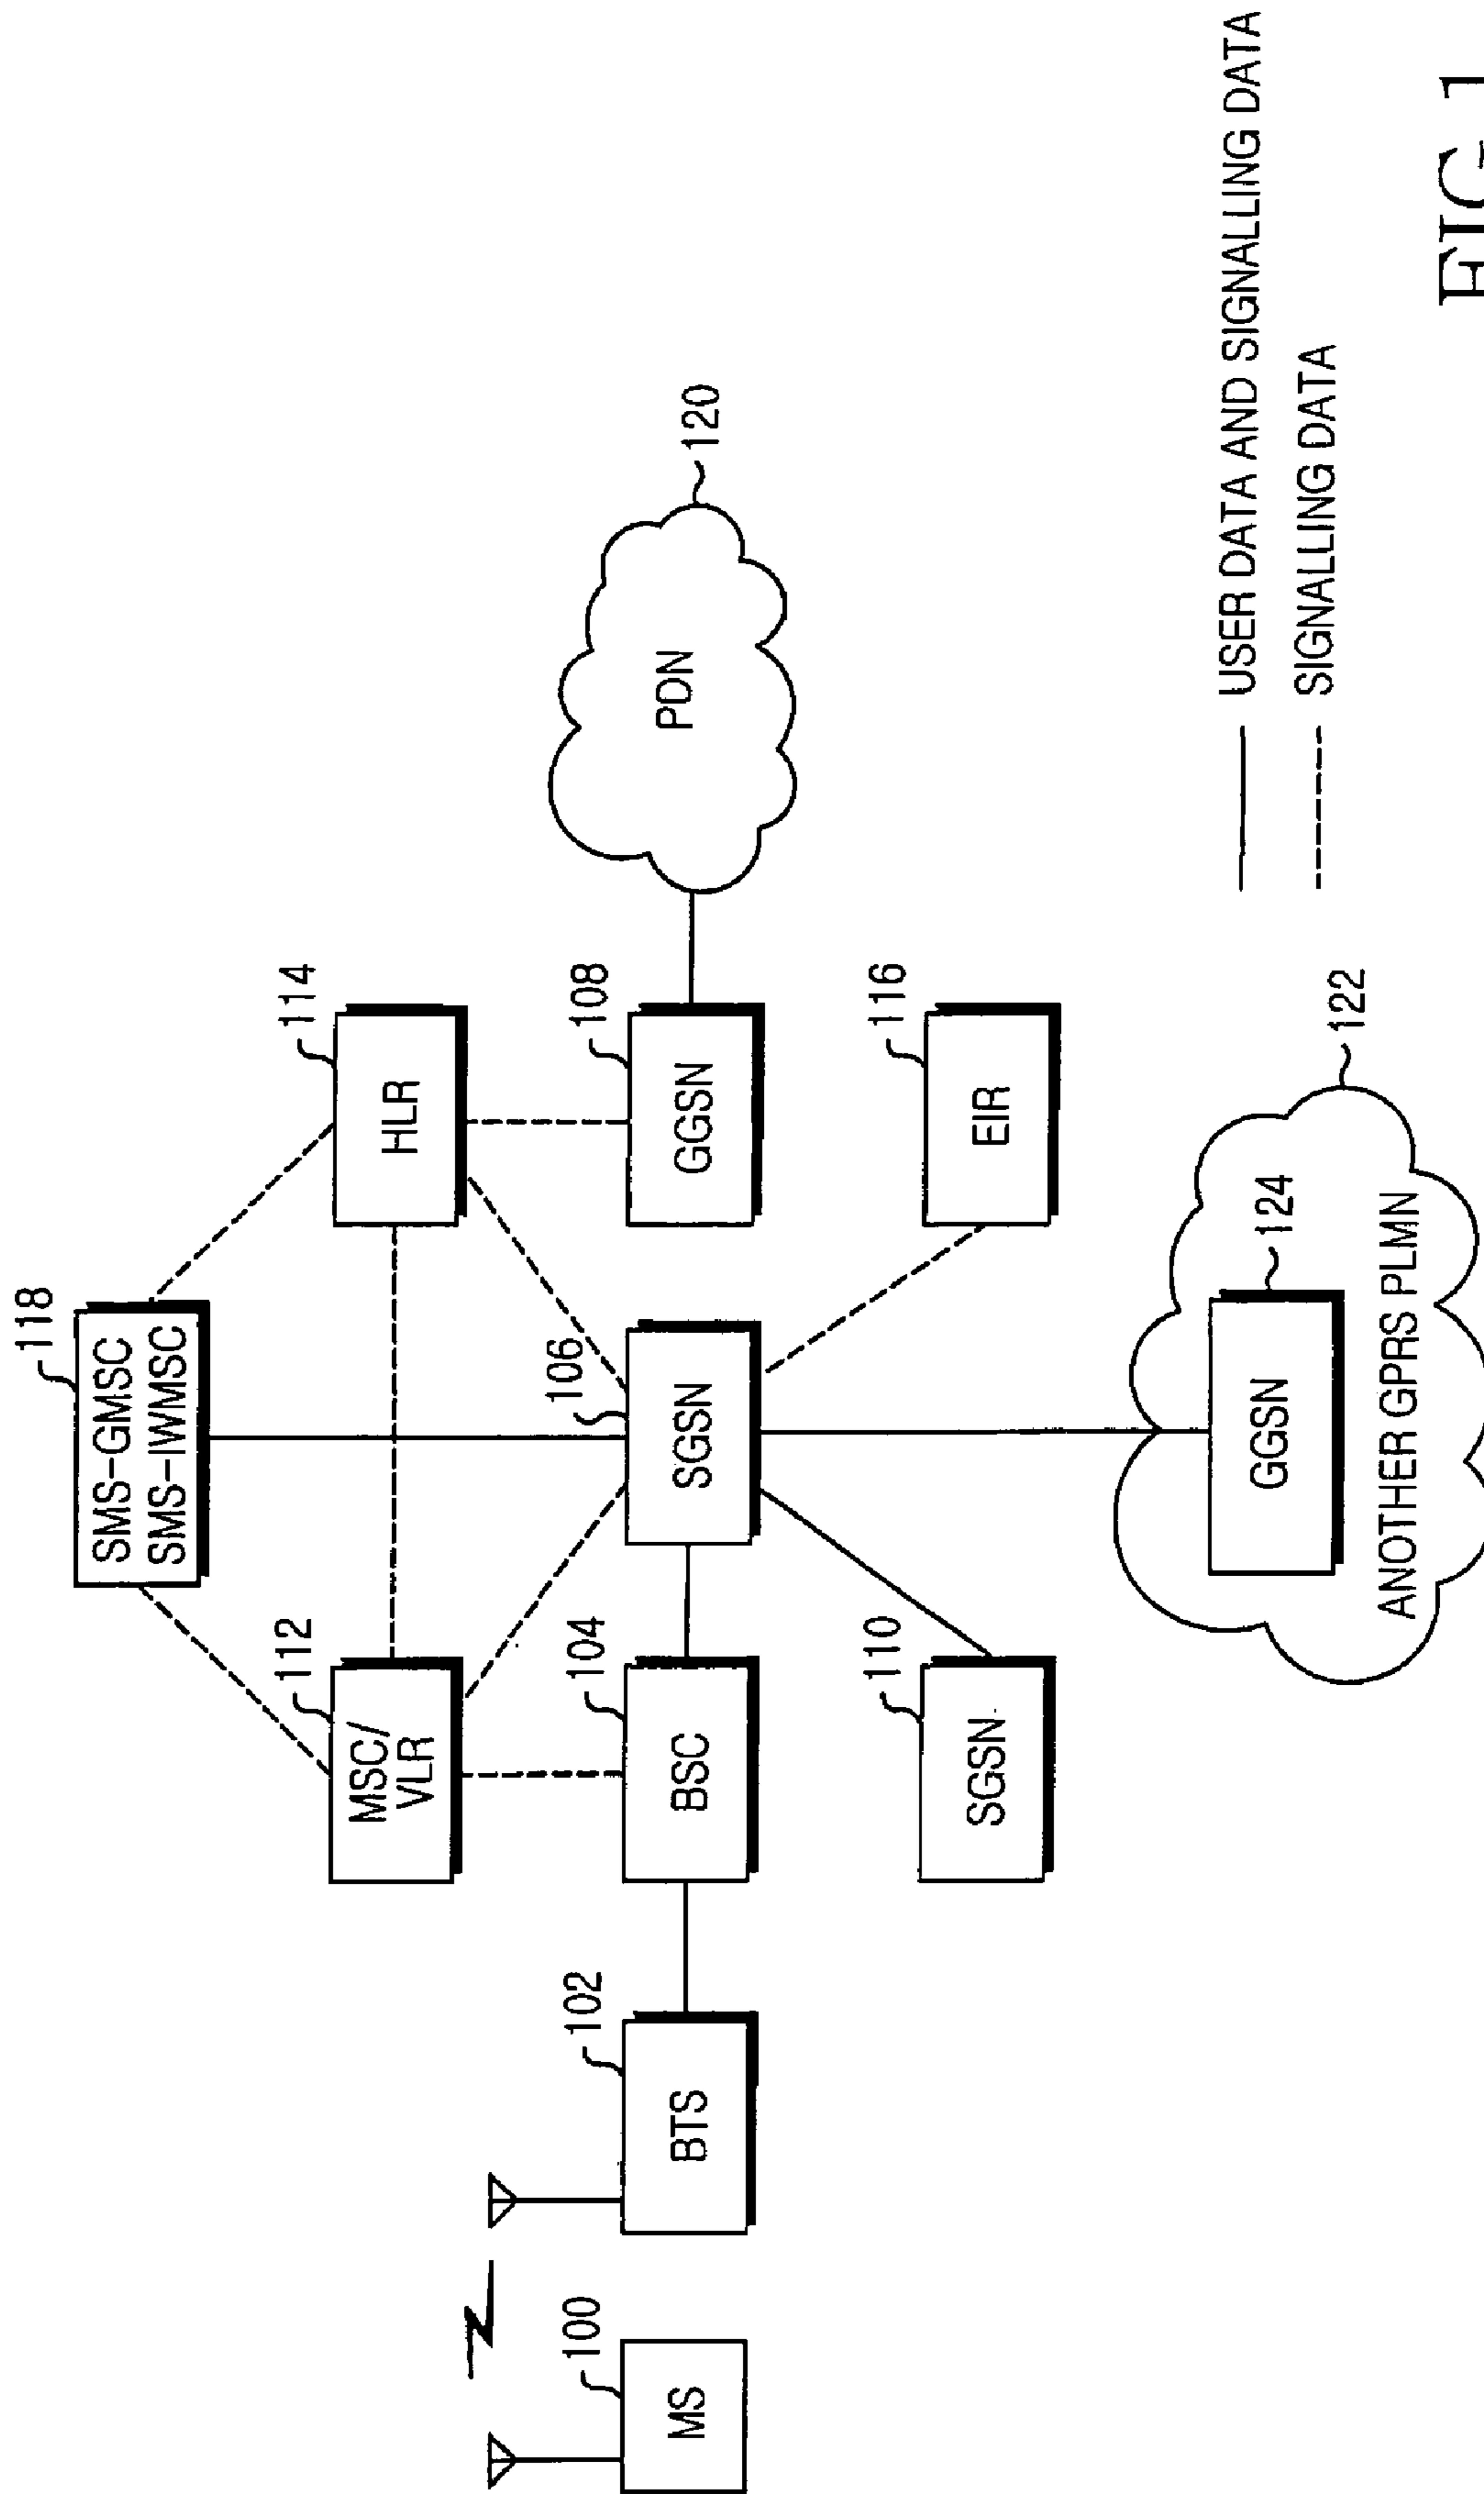 118
SMS-GMSC
SMS-IWMSC
112
MSC/
VLR
114
HLR
100
MS
102
BTS
104
BSC
106
SGSN
108
GGSN
120
PDN
110
SGSN
116
EIR
124
GGSN
ANOTHER GPRS PLMN
122
USER DATA AND SIGNALLING DATA
SIGNALLING DATA
FIG. 1